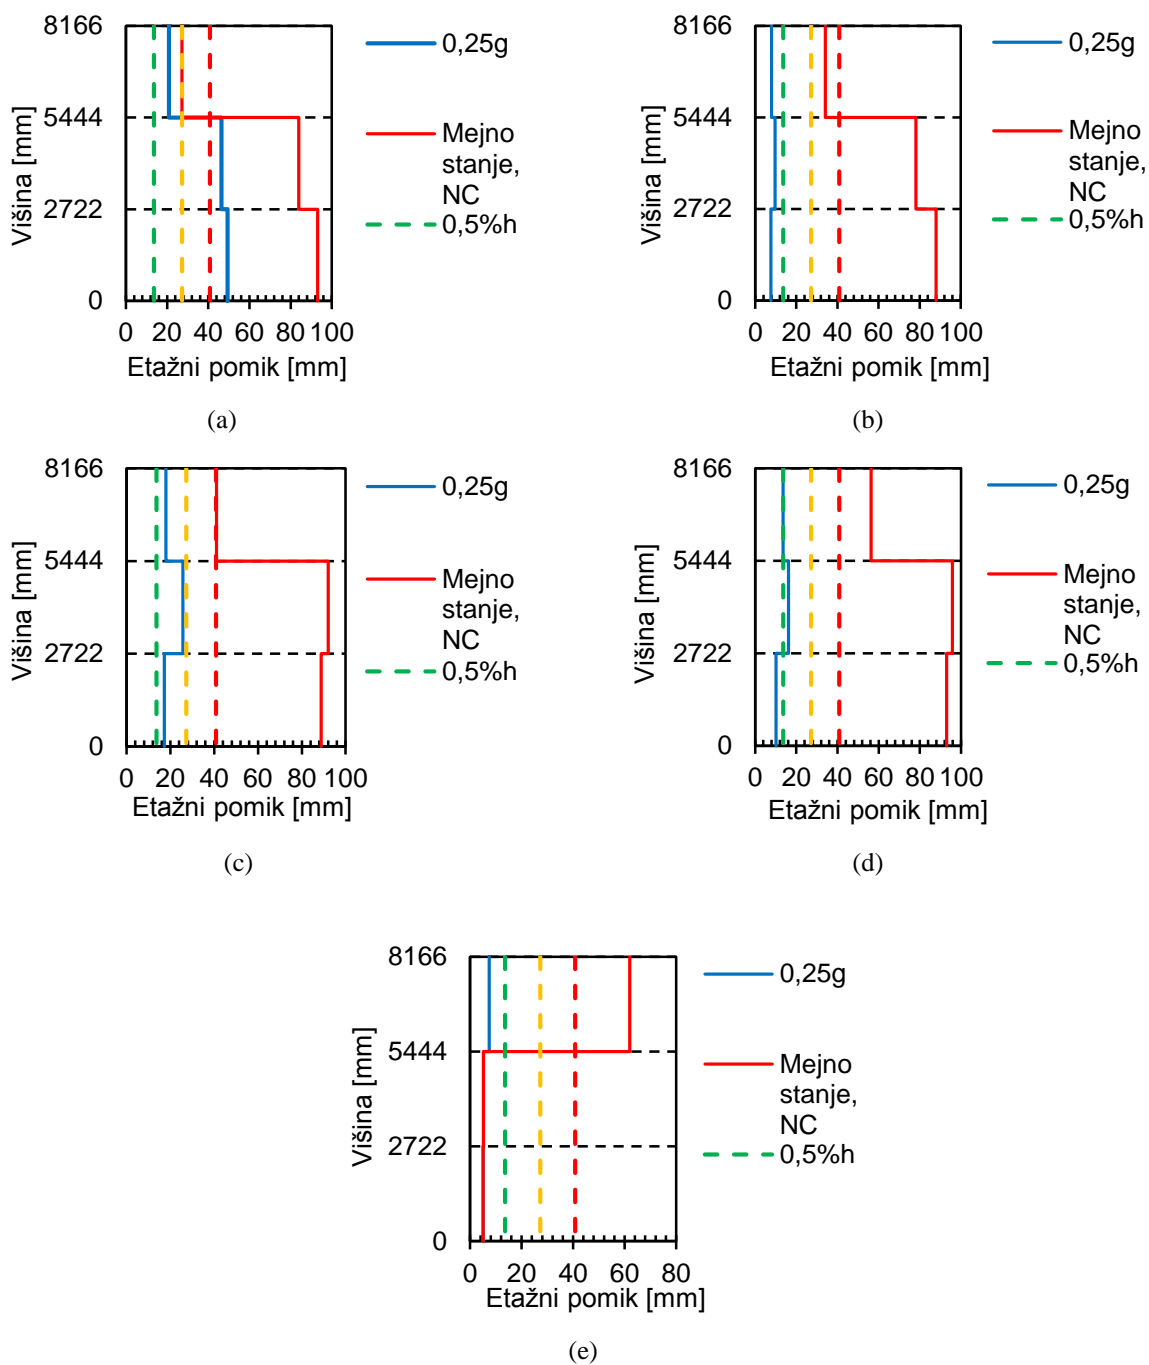 8166
5444
2722
0
Višina [mm]
0 20 40 60 80 100
Etažni pomik [mm]
0,25g
Mejno
stanje,
NC
0,5%h
(a)
8166
5444
2722
0
Višina [mm]
0 20 40 60 80 100
Etažni pomik [mm]
0,25g
Mejno
stanje,
NC
0,5%h
(b)
8166
5444
2722
0
Višina [mm]
0 20 40 60 80 100
Etažni pomik [mm]
0,25g
Mejno
stanje,
NC
0,5%h
(c)
8166
5444
2722
0
Višina [mm]
0 20 40 60 80 100
Etažni pomik [mm]
0,25g
Mejno
stanje,
NC
0,5%h
(d)
8166
5444
2722
0
Višina [mm]
0 20 40 60 80
Etažni pomik [mm]
0,25g
Mejno
stanje,
NC
0,5%h
(e)